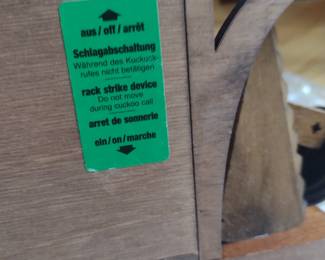 aus/off/arrêt
Schlagabschaltung
Während des Kuckuck-
rufes nicht betätigen
rack strike device
Do not move
during cuckoo call
arret de sonnerie
ein/on/marche